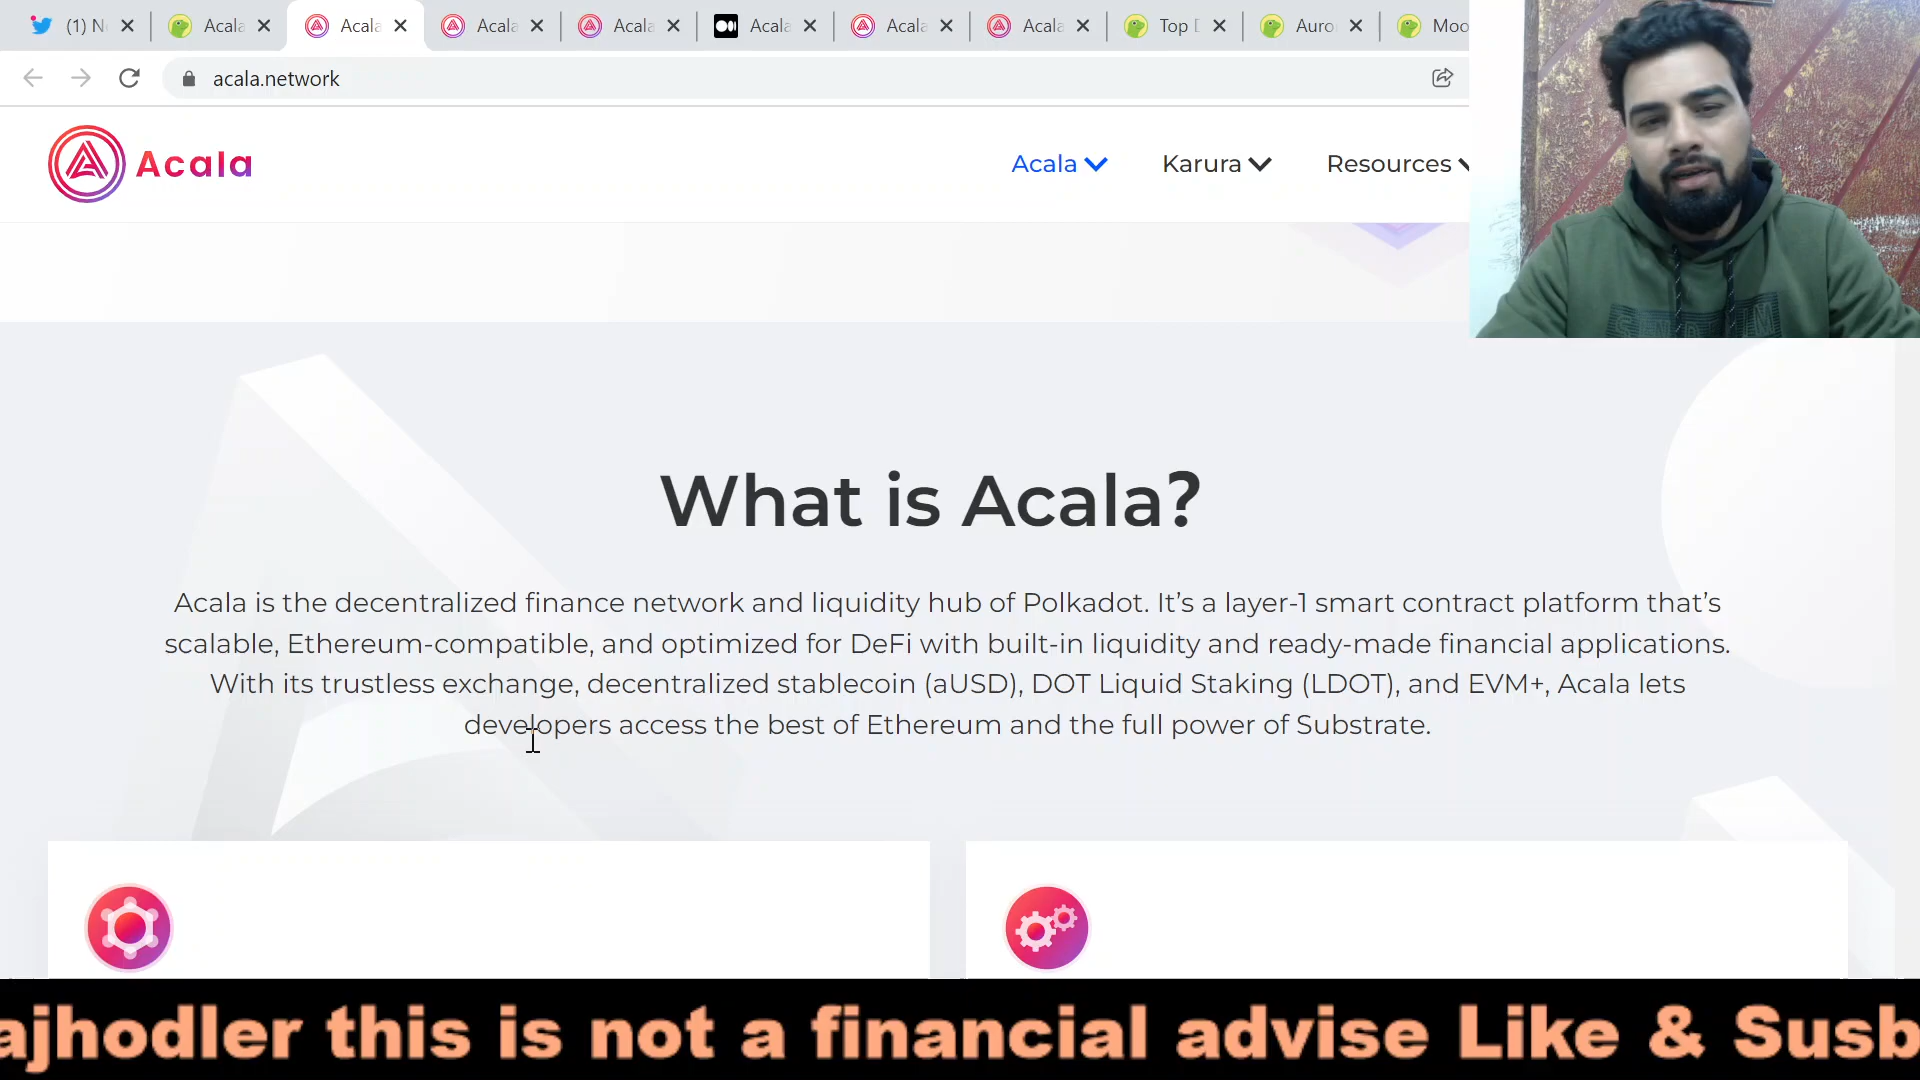 (1) N
Acala
Acala
Acala
Acala
Acala
Acala
Acala
Top
Auro
Moo
acala.network
Acala
Acala
Karura
Resources
What is Acala?
Acala is the decentralized finance network and liquidity hub of Polkadot. It’s a layer-1 smart contract platform that’s
scalable, Ethereum-compatible, and optimized for DeFi with built-in liquidity and ready-made financial applications.
With its trustless exchange, decentralized stablecoin (aUSD), DOT Liquid Staking (LDOT), and EVM+, Acala lets
developers access the best of Ethereum and the full power of Substrate.
ajhodler this is not a financial advise Like & Susb